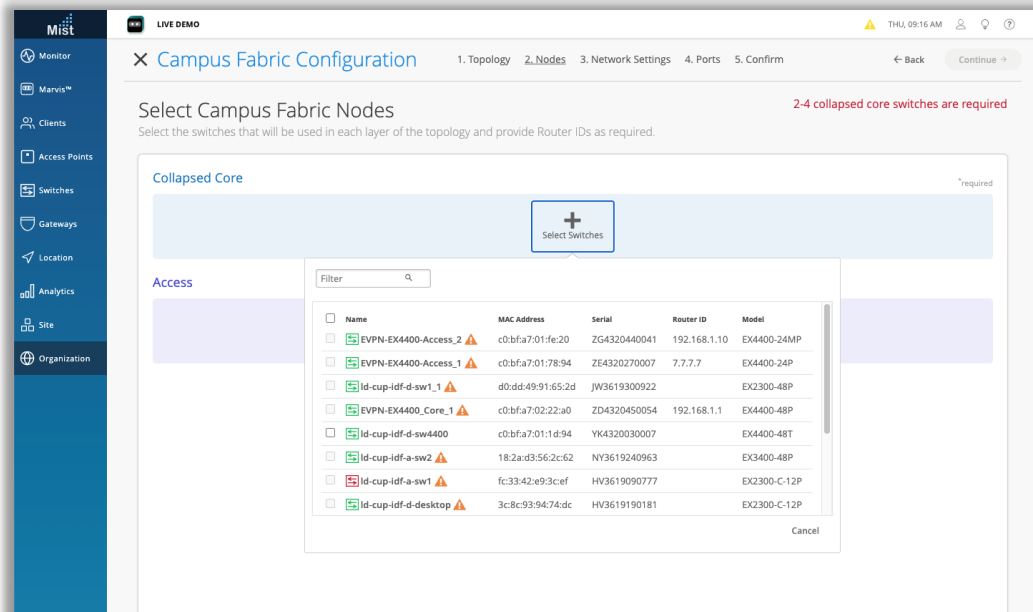 Mist
LIVE DEMO
THU, 09:16 AM
Monitor
Marvis™
Clients
Access Points
Switches
Gateways
Location
Analytics
Site
Organization
Campus Fabric Configuration
1. Topology 2. Nodes 3. Network Settings 4. Ports 5. Confirm
← Back
Continue →
Select Campus Fabric Nodes
2-4 collapsed core switches are required
Select the switches that will be used in each layer of the topology and provide Router IDs as required.
Collapsed Core
*required
Select Switches
Access
Filter
Name MAC Address Serial Router ID Model
EVPN-EX4400-Access_2 c0:bf:a7:01:fe:20 ZG4320440041 192.168.1.10 EX4400-24MP
EVPN-EX4400-Access_1 c0:bf:a7:01:78:94 ZE4320270007 7.7.7.7 EX4400-24P
ld-cup-idf-d-sw1_1 d0:dd:49:91:65:2d JW3619300922 EX2300-48P
EVPN-EX4400_Core_1 c0:bf:a7:02:22:a0 ZD4320450054 192.168.1.1 EX4400-48P
ld-cup-idf-d-sw4400 c0:bf:a7:01:1d:94 YK4320030007 EX4400-48T
ld-cup-idf-a-sw2 18:2a:d3:56:2c:62 NY3619240963 EX3400-48P
ld-cup-idf-a-sw1 fc:33:42:e9:3c:ef HV3619090777 EX2300-C-12P
ld-cup-idf-d-desktop 3c:8c:93:94:74:dc HV3619190181 EX2300-C-12P
Cancel